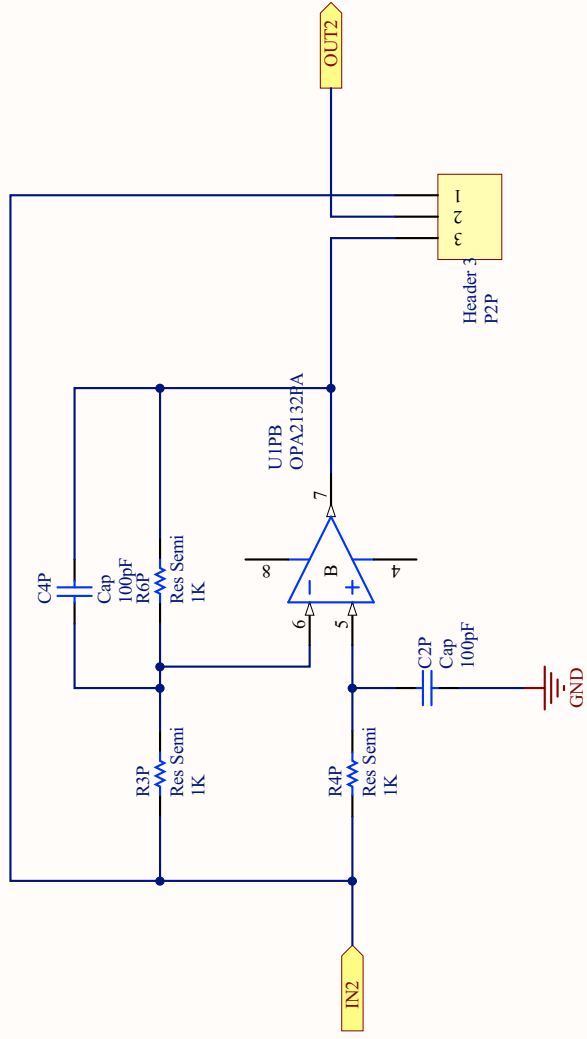 OUT2
1
2
3
Header 3
P2P
U1PB
OPA2132PA
7
8
B
4
6
5
C4P
Cap
100pF
R6P
Res Semi
1K
R3P
Res Semi
1K
R4P
Res Semi
1K
C2P
Cap
100pF
GND
IN2